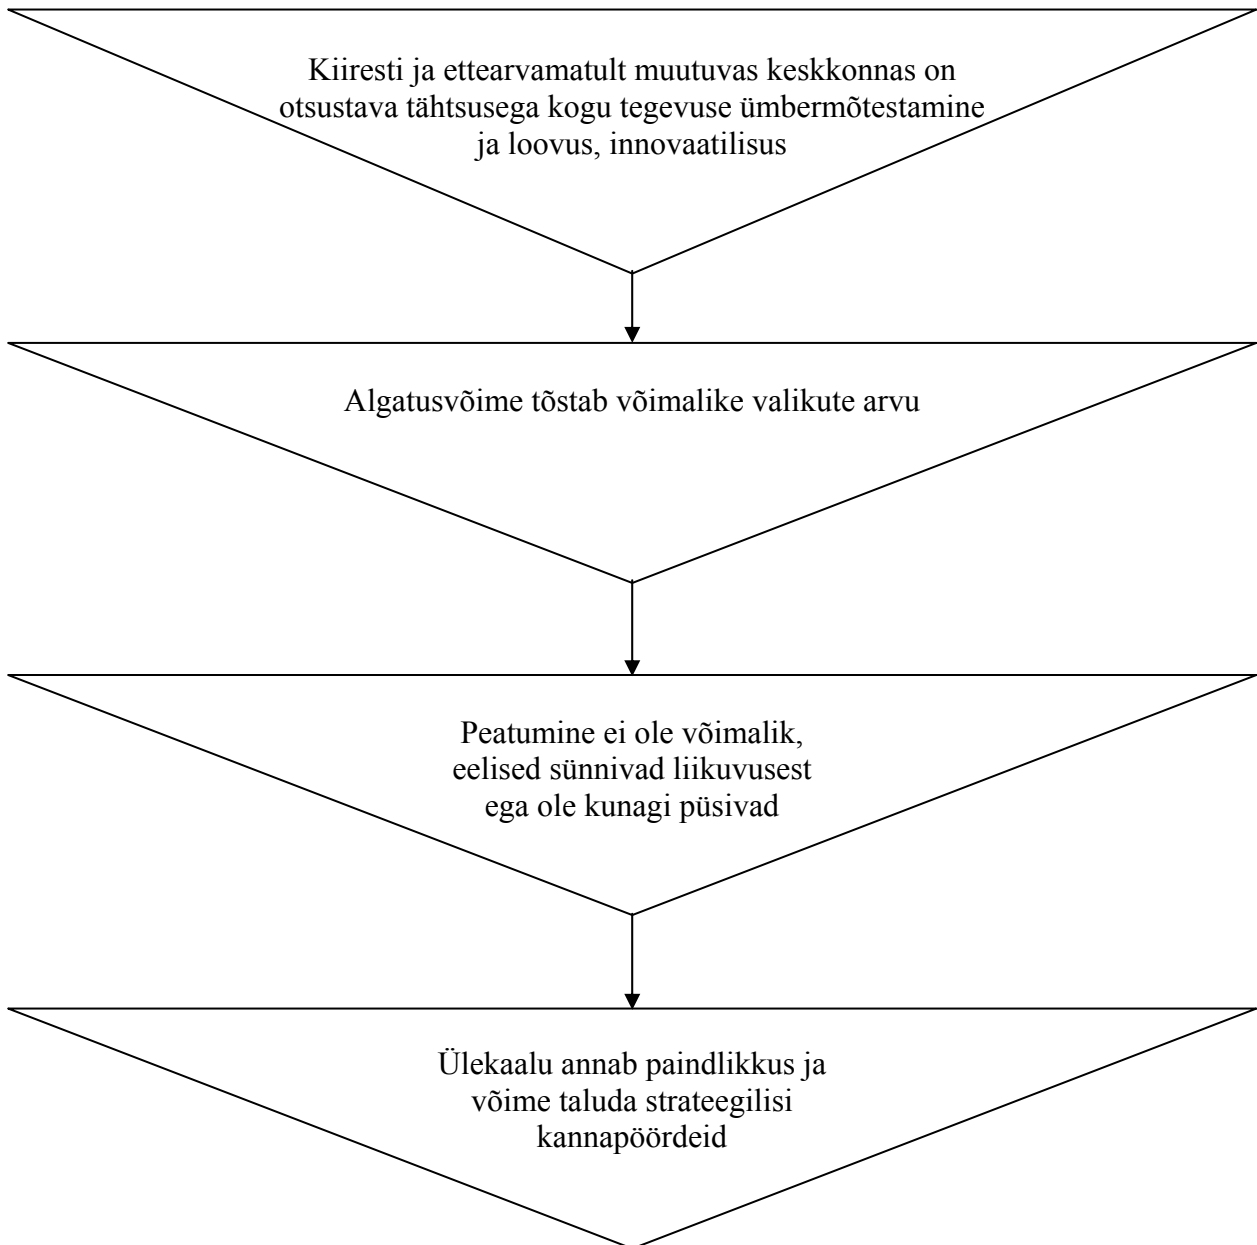 Kiiresti ja ettearvamatult muutuvas keskkonnas on
otsustava tähtsusega kogu tegevuse ümbermõtestamine
ja loovus, innovaatilisus
Algatusvõime tõstab võimalike valikute arvu
Peatumine ei ole võimalik,
eelised sünnivad liikuvusest
ega ole kunagi püsivad
Ülekaalu annab paindlikkus ja
võime taluda strateegilisi
kannapöördeid